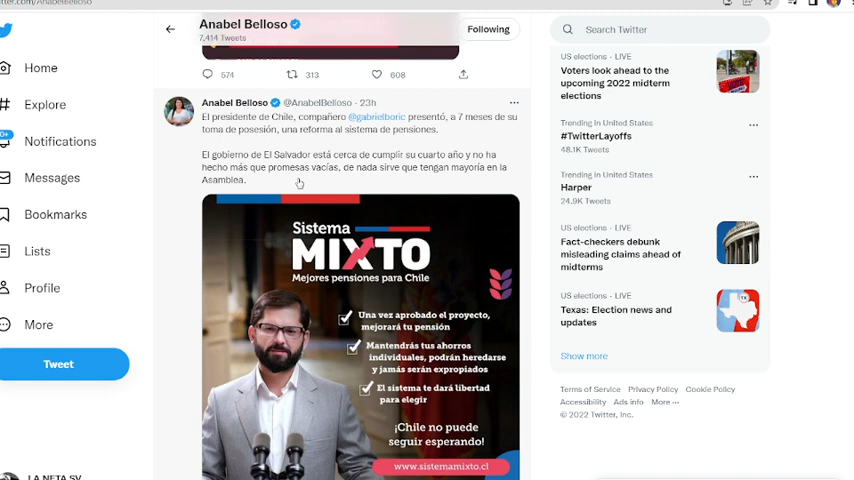 Anabel Belloso
7,414 Tweets
Following
Search Twitter
Home
Explore
Notifications
Messages
Bookmarks
Lists
Profile
More
Tweet
LA NETA SV
574
313
608
Anabel Belloso @AnabelBelloso · 23h
El presidente de Chile, compañero @gabrielboric presentó, a 7 meses de su
toma de posesión, una reforma al sistema de pensiones.
El gobierno de El Salvador está cerca de cumplir su cuarto año y no ha
hecho más que promesas vacías, de nada sirve que tengan mayoría en la
Asamblea.
Sistema
MIXTO
Mejores pensiones para Chile
Una vez aprobado el proyecto,
mejorará tu pensión
Mantendrás tus ahorros
individuales, podrán heredarse
y jamás serán expropiados
El sistema te dará libertad
para elegir
¡Chile no puede
seguir esperando!
www.sistemamixto.cl
US elections · LIVE
Voters look ahead to the
upcoming 2022 midterm
elections
Trending in United States
#TwitterLayoffs
48.1K Tweets
Trending in United States
Harper
24.9K Tweets
US elections · LIVE
Fact-checkers debunk
misleading claims ahead of
midterms
US elections · LIVE
Texas: Election news and
updates
Show more
Terms of Service Privacy Policy Cookie Policy
Accessibility Ads info More ···
© 2022 Twitter, Inc.